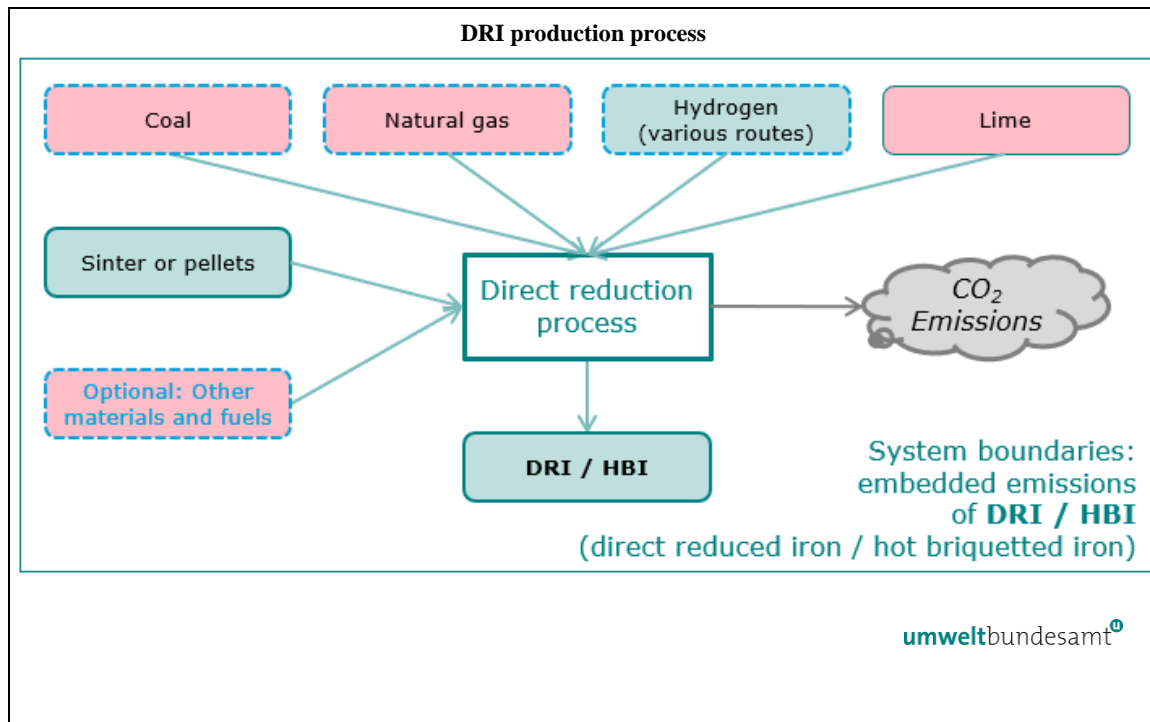 DRI production process
Coal
Natural gas
Hydrogen
(various routes)
Lime
Sinter or pellets
Direct reduction
process
CO₂
Emissions
Optional: Other
materials and fuels
DRI / HBI
System boundaries:
embedded emissions
of DRI / HBI
(direct reduced iron / hot briquetted iron)
umweltbundesamt